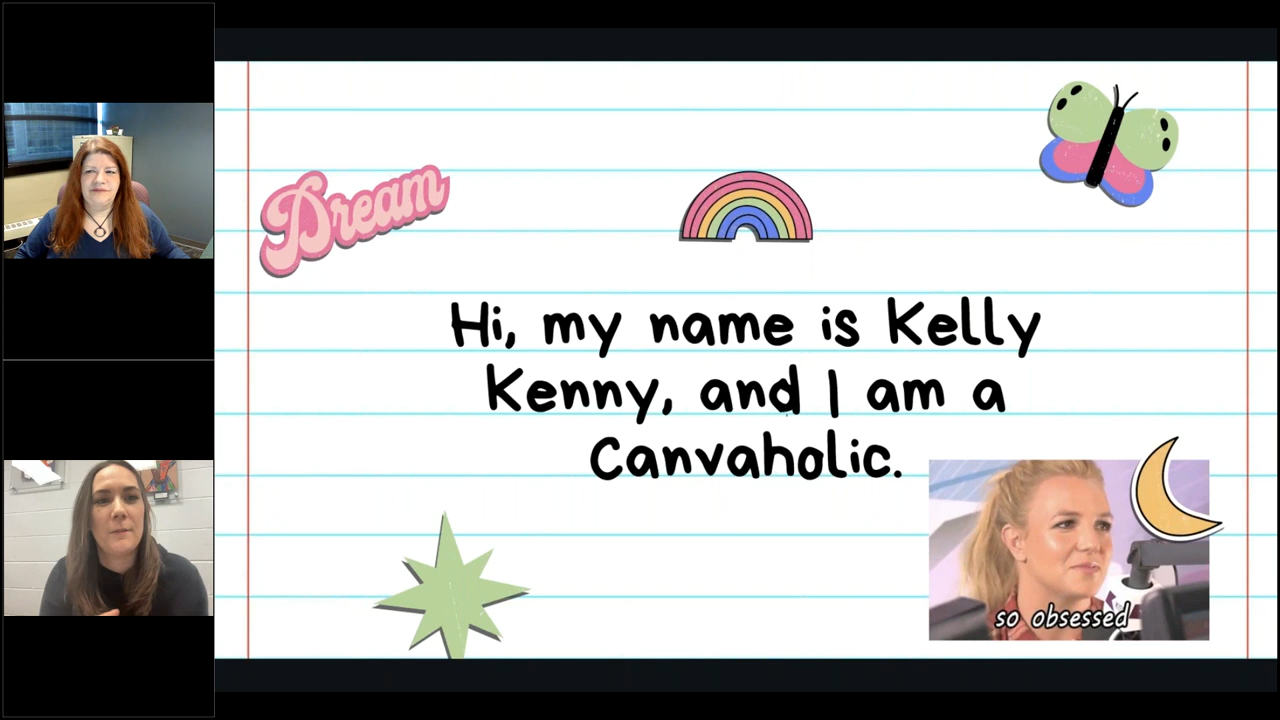 Dream
Hi, my name is Kelly
Kenny, and I am a
Canvaholic.
so obsessed